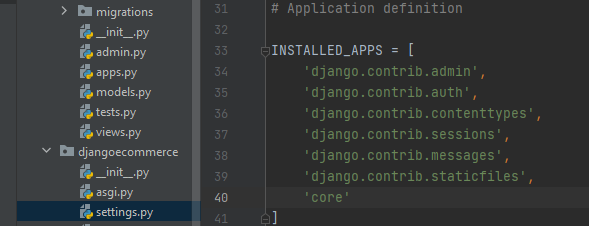 migrations
__init__.py
admin.py
apps.py
models.py
tests.py
views.py
djangoecommerce
__init__.py
asgi.py
settings.py
31 # Application definition
32
33 INSTALLED_APPS = [
34 'django.contrib.admin',
35 'django.contrib.auth',
36 'django.contrib.contenttypes',
37 'django.contrib.sessions',
38 'django.contrib.messages',
39 'django.contrib.staticfiles',
40 'core'
41 ]